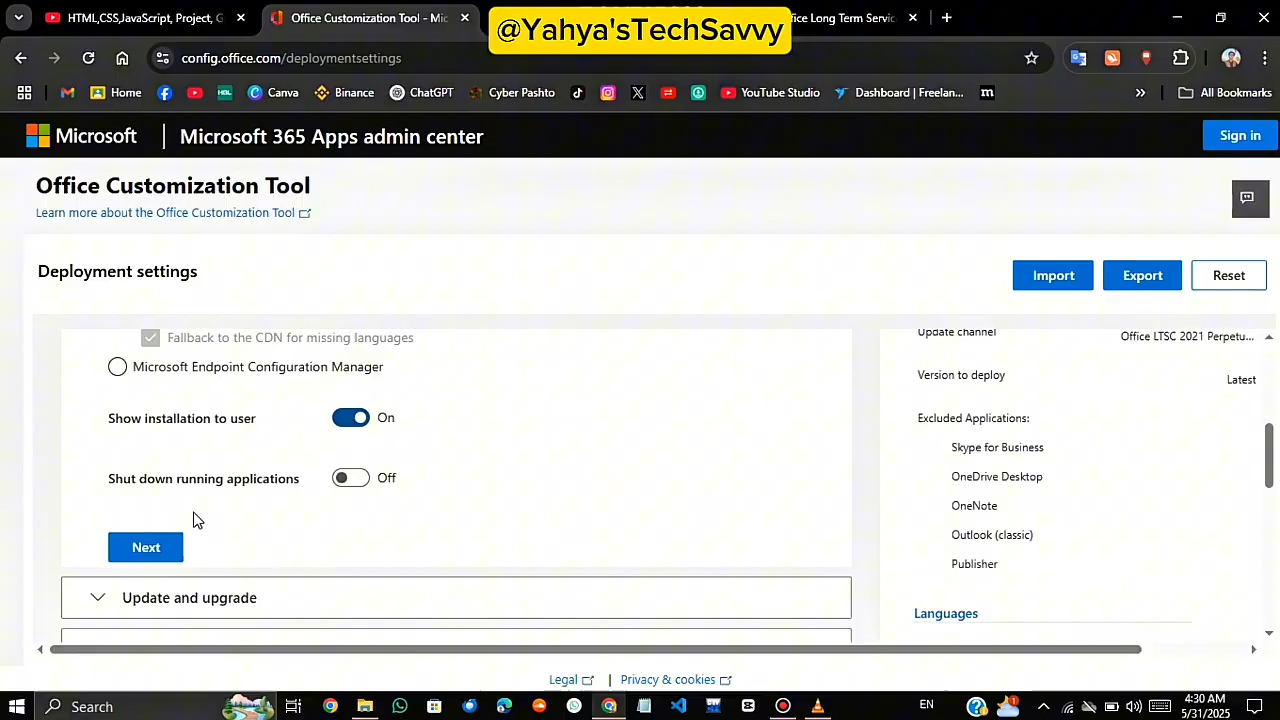 HTML,CSS,JavaScript, Project, G
Office Customization Tool - Mic
@Yahya'sTechSavvy
ffice Long Term Servic
config.office.com/deploymentsettings
Home
Canva
Binance
ChatGPT
Cyber Pashto
YouTube Studio
Dashboard | Freelan...
All Bookmarks
Microsoft
Microsoft 365 Apps admin center
Sign in
Office Customization Tool
Learn more about the Office Customization Tool
Deployment settings
Import
Export
Reset
Fallback to the CDN for missing languages
Microsoft Endpoint Configuration Manager
Show installation to user
On
Shut down running applications
Off
Next
Update and upgrade
Update channel
Office LTSC 2021 Perpetu...
Version to deploy
Latest
Excluded Applications:
Skype for Business
OneDrive Desktop
OneNote
Outlook (classic)
Publisher
Languages
Legal
|
Privacy & cookies
Search
EN
4:30 AM
5/31/2025